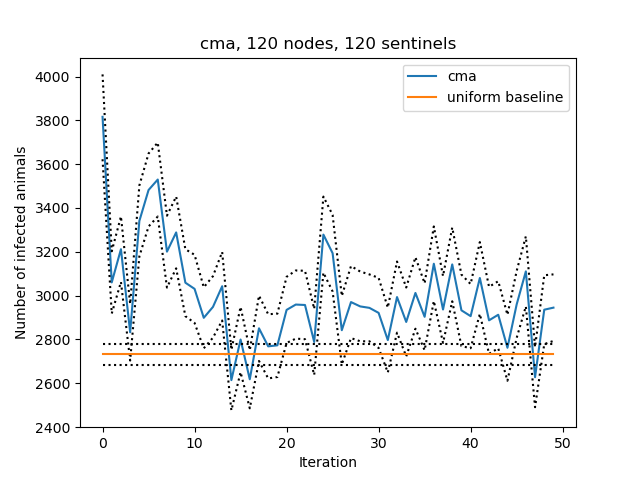 cma, 120 nodes, 120 sentinels
cma
uniform baseline
Number of infected animals
4000
3800
3600
3400
3200
3000
2800
2600
2400
0 10 20 30 40 50
Iteration